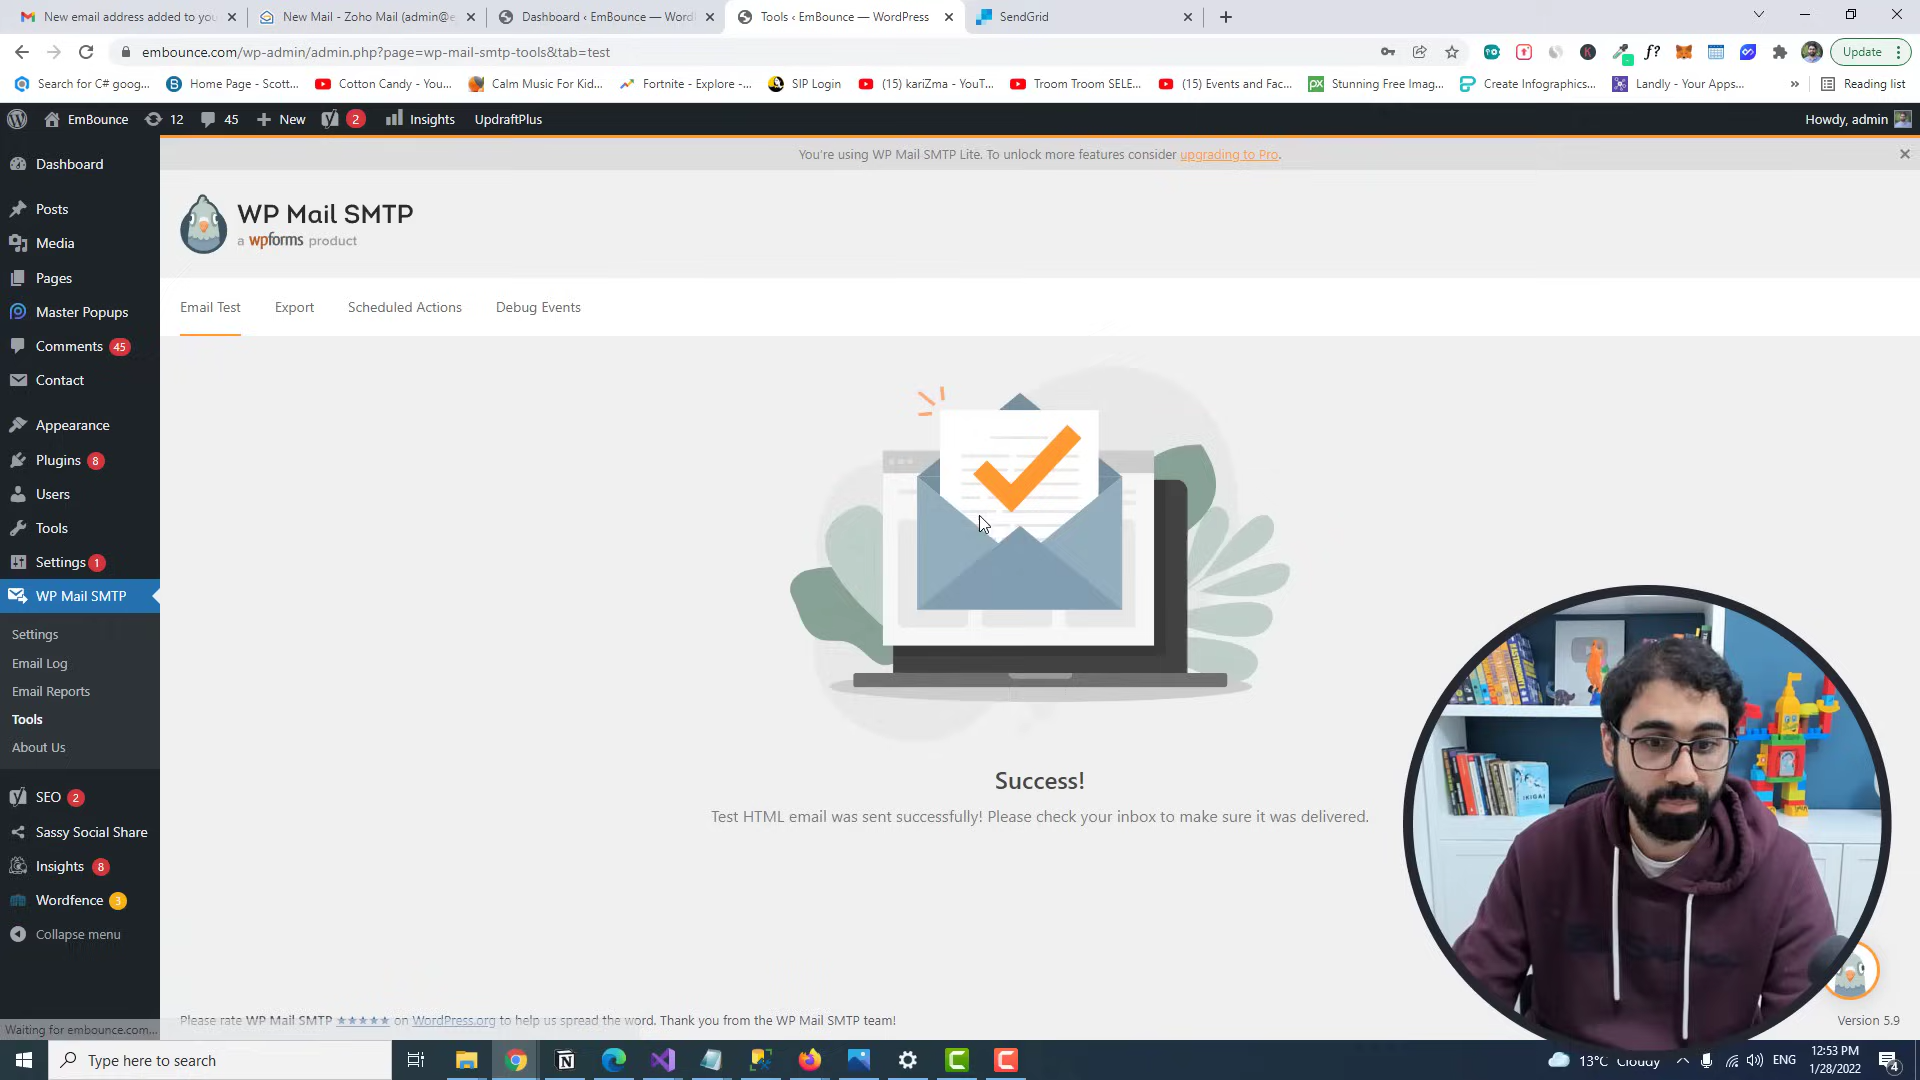 New email address added to you
New Mail - Zoho Mail (admin@e
Dashboard ‹ EmBounce — Word
Tools ‹ EmBounce — WordPress
SendGrid
embounce.com/wp-admin/admin.php?page=wp-mail-smtp-tools&tab=test
Update
Search for C# goog...
Home Page - Scott...
Cotton Candy - You...
Calm Music For Kid...
Fortnite - Explore -...
SIP Login
(15) kariZma - YouT...
Troom Troom SELE...
(15) Events and Fac...
Stunning Free Imag...
Create Infographics...
Landly - Your Apps...
»
Reading list
EmBounce
12
45
New
2
Insights
UpdraftPlus
Howdy, admin
You're using WP Mail SMTP Lite. To unlock more features consider upgrading to Pro.
WP Mail SMTP
a wpforms product
Email Test
Export
Scheduled Actions
Debug Events
Dashboard
Posts
Media
Pages
Master Popups
Comments 45
Contact
Appearance
Plugins 8
Users
Tools
Settings 1
WP Mail SMTP
Settings
Email Log
Email Reports
Tools
About Us
SEO 2
Sassy Social Share
Insights 8
Wordfence 3
Collapse menu
Success!
Test HTML email was sent successfully! Please check your inbox to make sure it was delivered.
IKIGAI
Please rate WP Mail SMTP ★★★★★ on WordPress.org to help us spread the word. Thank you from the WP Mail SMTP team!
Version 5.9
Waiting for embounce.com...
Type here to search
13°C Cloudy
ENG
12:53 PM
1/28/2022
4